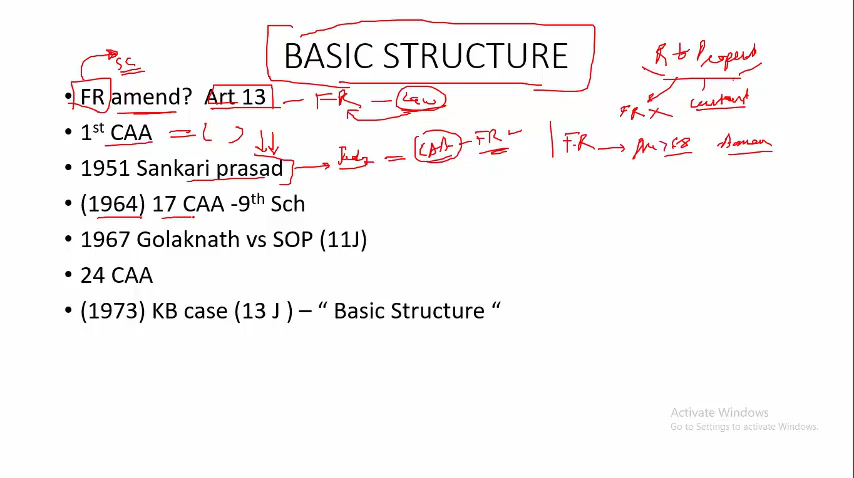 BASIC STRUCTURE
R to Propert
SC
• FR amend? Art 13 – FR – Law
FR X
• 1st CAA = ( )
• 1951 Sankari prasad → = CAA – FR | FR → Art 368
• (1964) 17 CAA -9th Sch
• 1967 Golaknath vs SOP (11J)
• 24 CAA
• (1973) KB case (13 J ) – “ Basic Structure “
Activate Windows
Go to Settings to activate Windows.